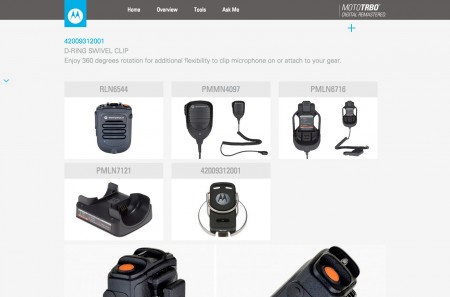 Home Overview Tools Ask Me
MOTOTRBO™
DIGITAL REMASTERED
42009312001
D-RING SWIVEL CLIP
Enjoy 360 degrees rotation for additional flexibility to clip microphone on or attach to your gear.
RLN6544 PMMN4097 PMLN6716
PMLN7121 42009312001